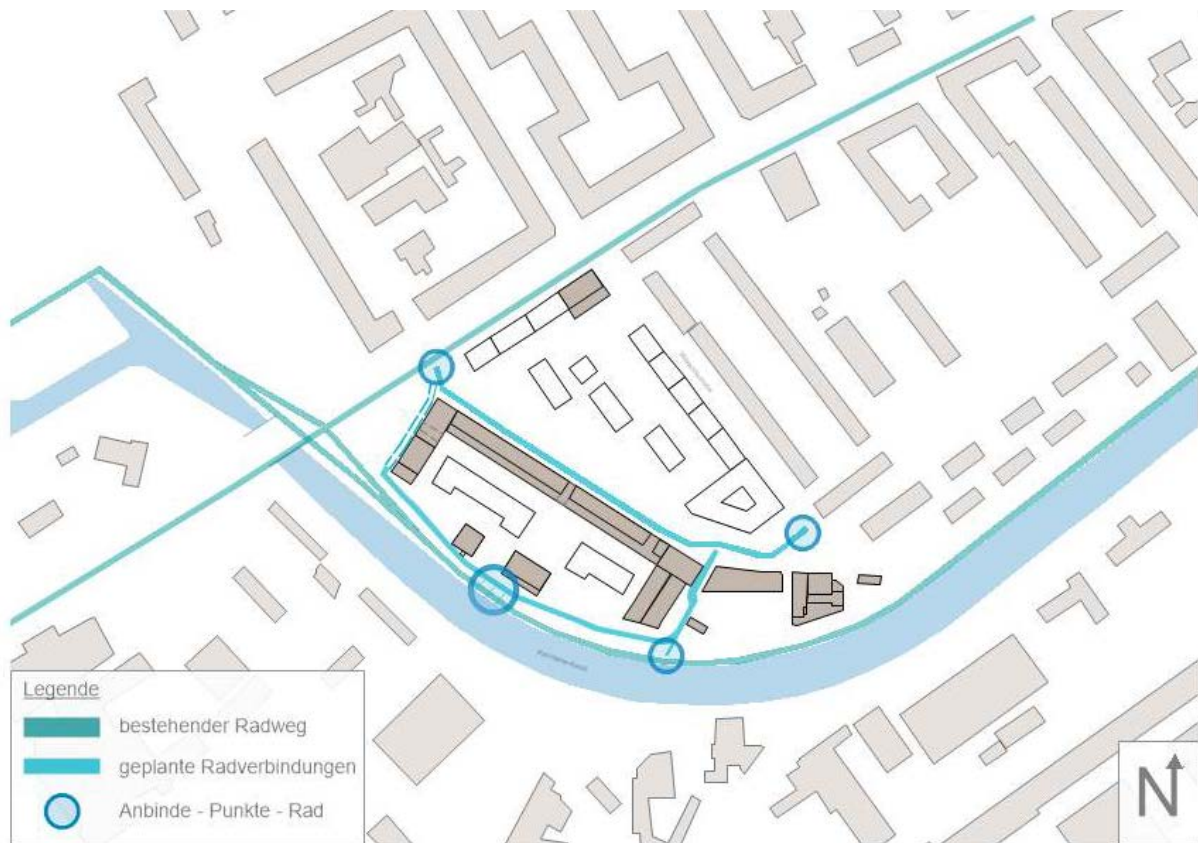 Legende
bestehender Radweg
geplante Radverbindungen
Anbinde - Punkte - Rad
N